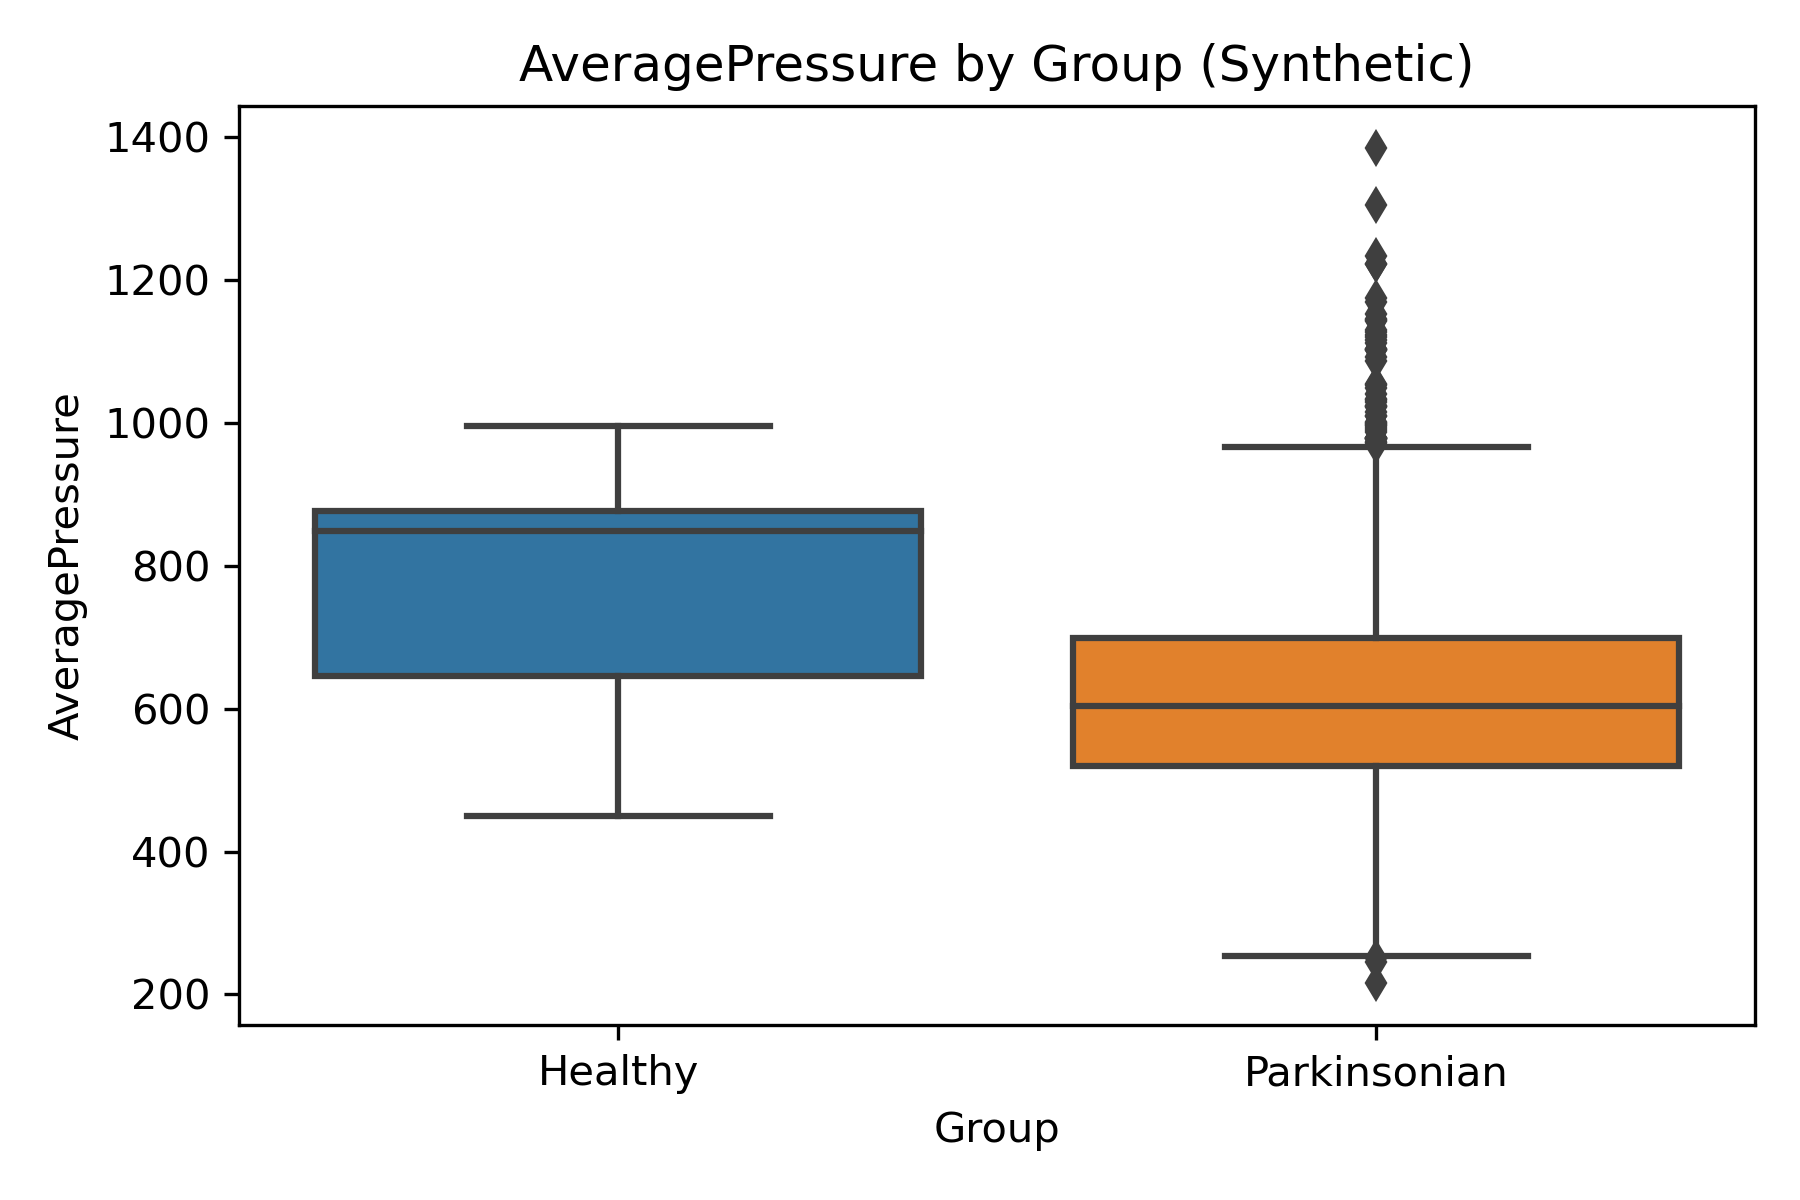 AveragePressure by Group (Synthetic)
AveragePressure
1400
1200
1000
800
600
400
200
Healthy
Parkinsonian
Group